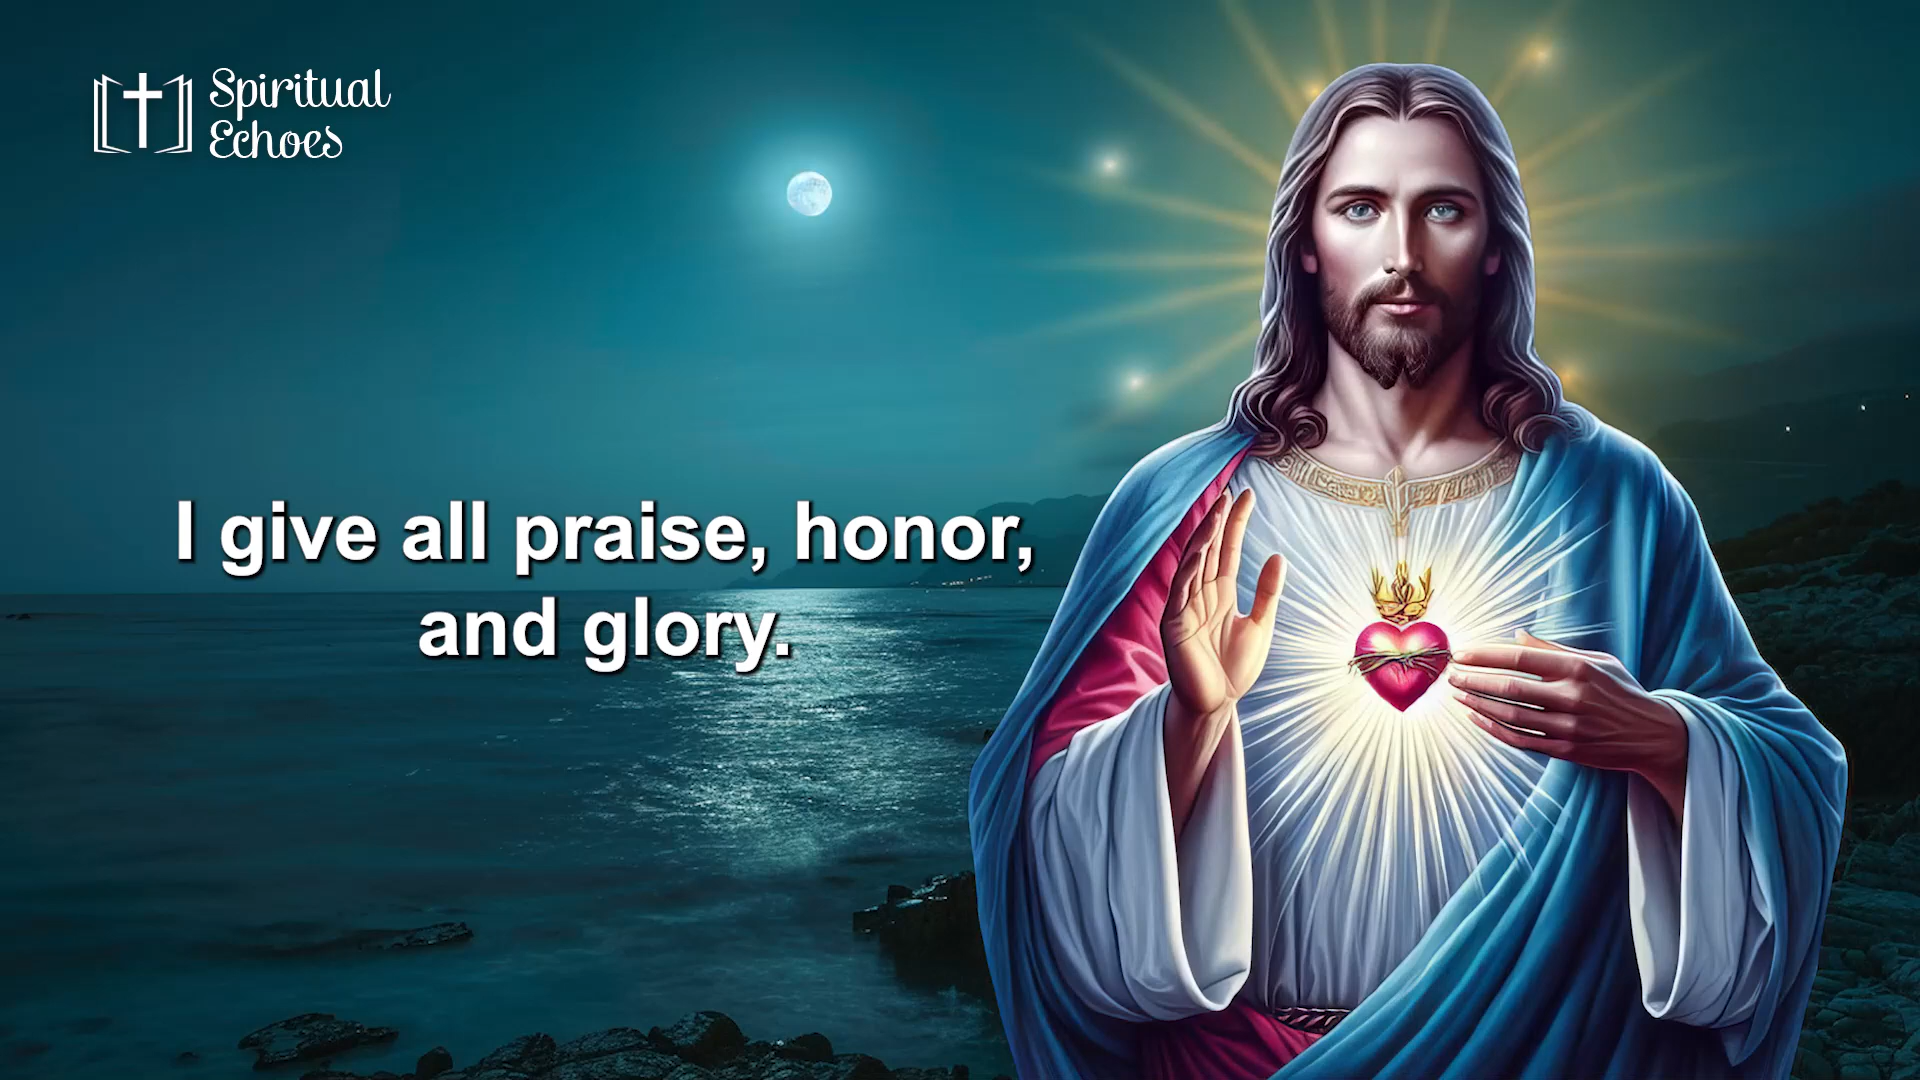 Spiritual
Echoes
I give all praise, honor,
and glory.